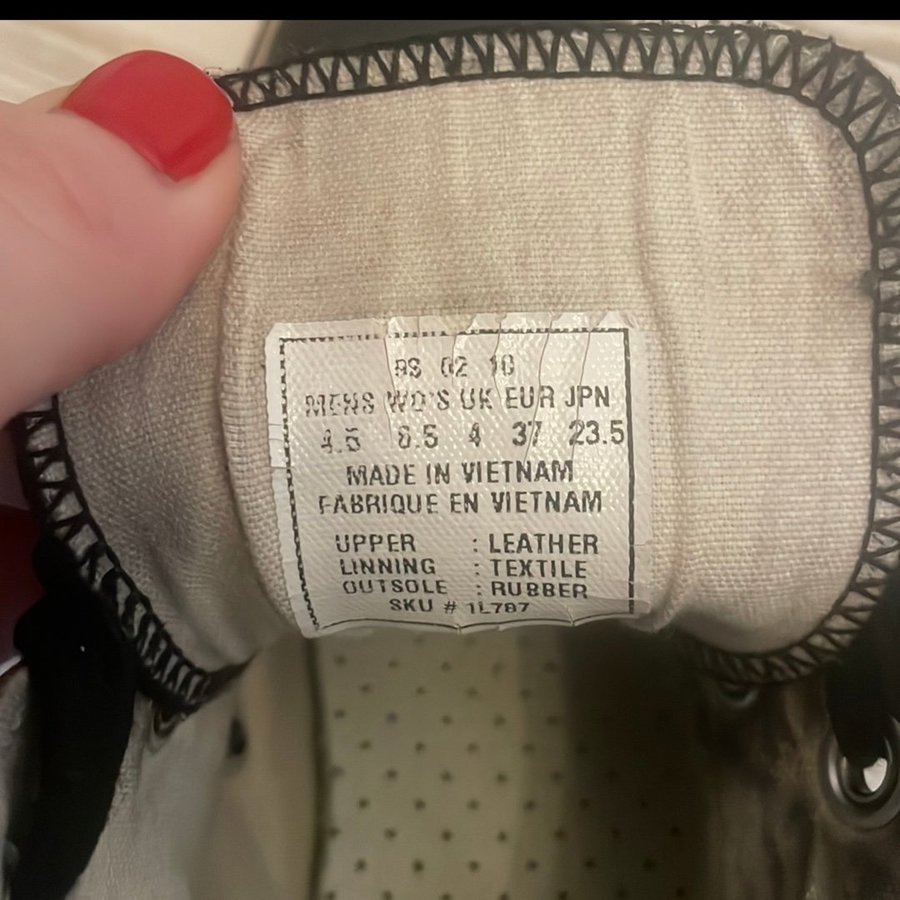 02 10
MENS WO'S UK EUR JPN
4.5 6.5 4 37 23.5
MADE IN VIETNAM
FABRIQUE EN VIETNAM
UPPER : LEATHER
LINNING : TEXTILE
OUTSOLE : RUBBER
SKU # 1L787